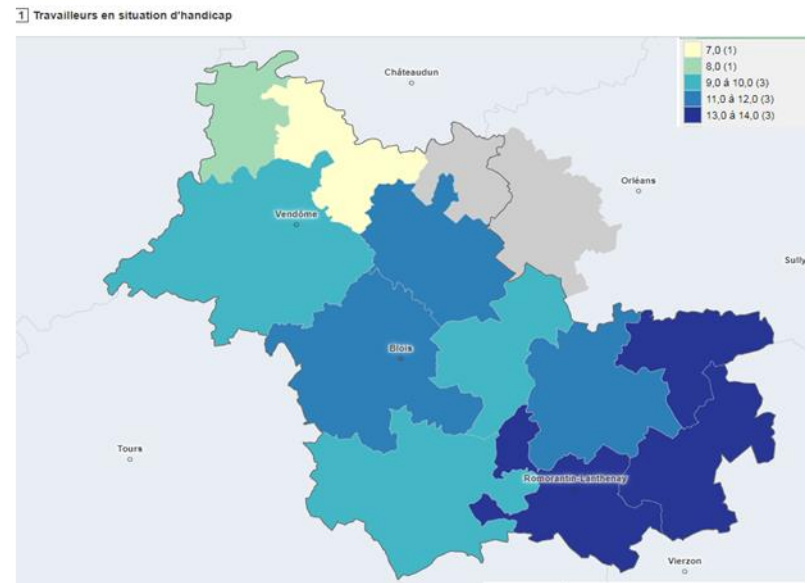 1 Travailleurs en situation d'handicap
7,0 (1)
8,0 (1)
9,0 á 10,0 (3)
11,0 á 12,0 (3)
13,0 á 14,0 (3)
Châteaudun
Orléans
Vendôme
Sully
Blois
Tours
Romorantin-Lanthenay
Vierzon